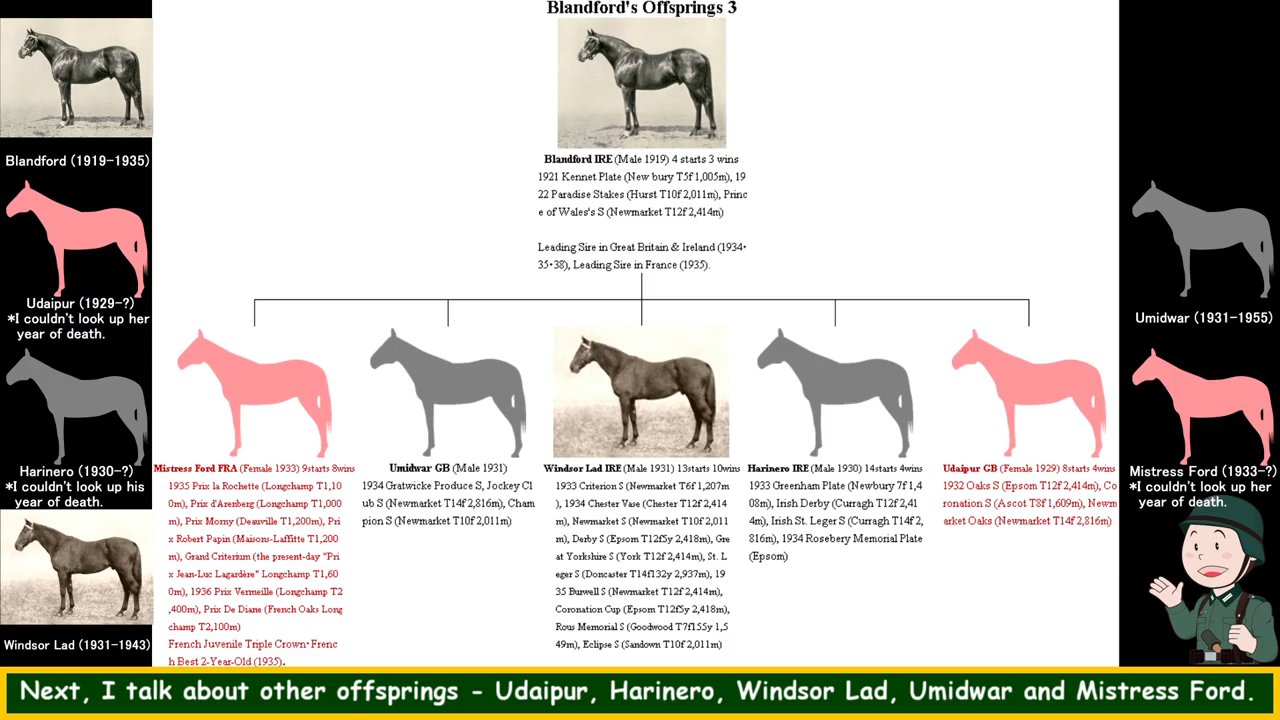 Blandford's Offsprings 3
Blandford IRE (Male 1919) 4 starts 3 wins
1921 Kennet Plate (New bury T5f 1,005m), 19
22 Paradise Stakes (Hurst T10f 2,011m), Princ
e of Wales's S (Newmarket T12f 2,414m)
Leading Sire in Great Britain & Ireland (1934・
35・38), Leading Sire in France (1935).
Blandford (1919-1935)
Udaipur (1929-?)
*I couldn't look up her
year of death.
Harinero (1930-?)
*I couldn't look up his
year of death.
Windsor Lad (1931-1943)
Mistress Ford FRA (Female 1933) 9starts 8wins
1935 Prix la Rochette (Longchamp T1,10
0m), Prix d'Arenberg (Longchamp T1,000
m), Prix Morny (Deauville T1,200m), Pri
x Robert Papin (Maisons-Laffitte T1,200
m), Grand Criterium (the present-day "Pri
x Jean-Luc Lagardère" Longchamp T1,60
0m), 1936 Prix Vermeille (Longchamp T2
,400m), Prix De Diane (French Oaks Long
champ T2,100m)
French Juvenile Triple Crown・Frenc
h Best 2-Year-Old (1935).
Umidwar GB (Male 1931)
1934 Gratwicke Produce S, Jockey Cl
ub S (Newmarket T14f 2,816m), Cham
pion S (Newmarket T10f 2,011m)
Windsor Lad IRE (Male 1931) 13starts 10wins
1933 Criterion S (Newmarket T6f 1,207m
), 1934 Chester Vase (Chester T12f 2,414
m), Newmarket S (Newmarket T10f 2,011
m), Derby S (Epsom T12f5y 2,418m), Gre
at Yorkshire S (York T12f 2,414m), St. L
eger S (Doncaster T14f132y 2,937m), 19
35 Burwell S (Newmarket T12f 2,414m),
Coronation Cup (Epsom T12f5y 2,418m),
Rous Memorial S (Goodwood T7f155y 1,5
49m), Eclipse S (Sandown T10f 2,011m)
Harinero IRE (Male 1930) 14starts 4wins
1933 Greenham Plate (Newbury 7f 1,4
08m), Irish Derby (Curragh T12f 2,41
4m), Irish St. Leger S (Curragh T14f 2,
816m), 1934 Rosebery Memorial Plate
(Epsom)
Udaipur GB (Female 1929) 8starts 4wins
1932 Oaks S (Epsom T12f 2,414m), Co
ronation S (Ascot T8f 1,609m), Newm
arket Oaks (Newmarket T14f 2,816m)
Umidwar (1931-1955)
Mistress Ford (1933-?)
*I couldn't look up her
year of death.
Next, I talk about other offsprings - Udaipur, Harinero, Windsor Lad, Umidwar and Mistress Ford.